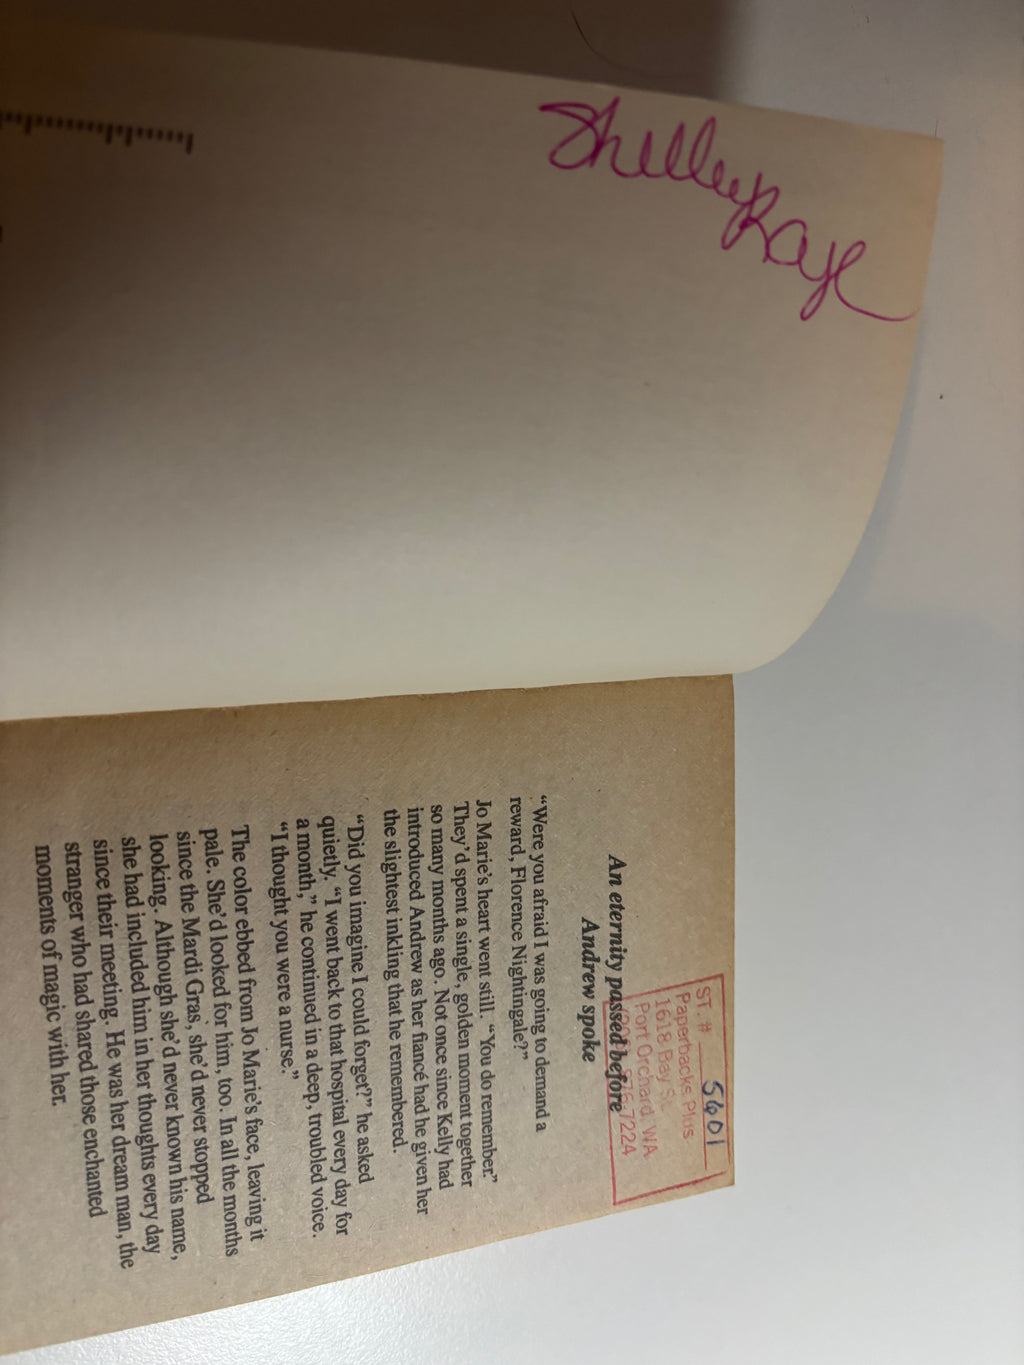 Shelley Raye
ST. # 5601
Paperbacks Plus
1618 Bay St.
Port Orchard, WA
876-7224
An eternity passed before
Andrew spoke
“Were you afraid I was going to demand a
reward, Florence Nightingale?”
Jo Marie’s heart went still. “You do remember.”
They’d spent a single, golden moment together
so many months ago. Not once since Kelly had
introduced Andrew as her fiancé had he given her
the slightest inkling that he remembered.
“Did you imagine I could forget?” he asked
quietly. “I went back to that hospital every day for
a month,” he continued in a deep, troubled voice.
“I thought you were a nurse.”
The color ebbed from Jo Marie’s face, leaving it
pale. She’d looked for him, too. In all the months
since the Mardi Gras, she’d never stopped
looking. Although she’d never known his name,
she had included him in her thoughts every day
since their meeting. He was her dream man, the
stranger who had shared those enchanted
moments of magic with her.